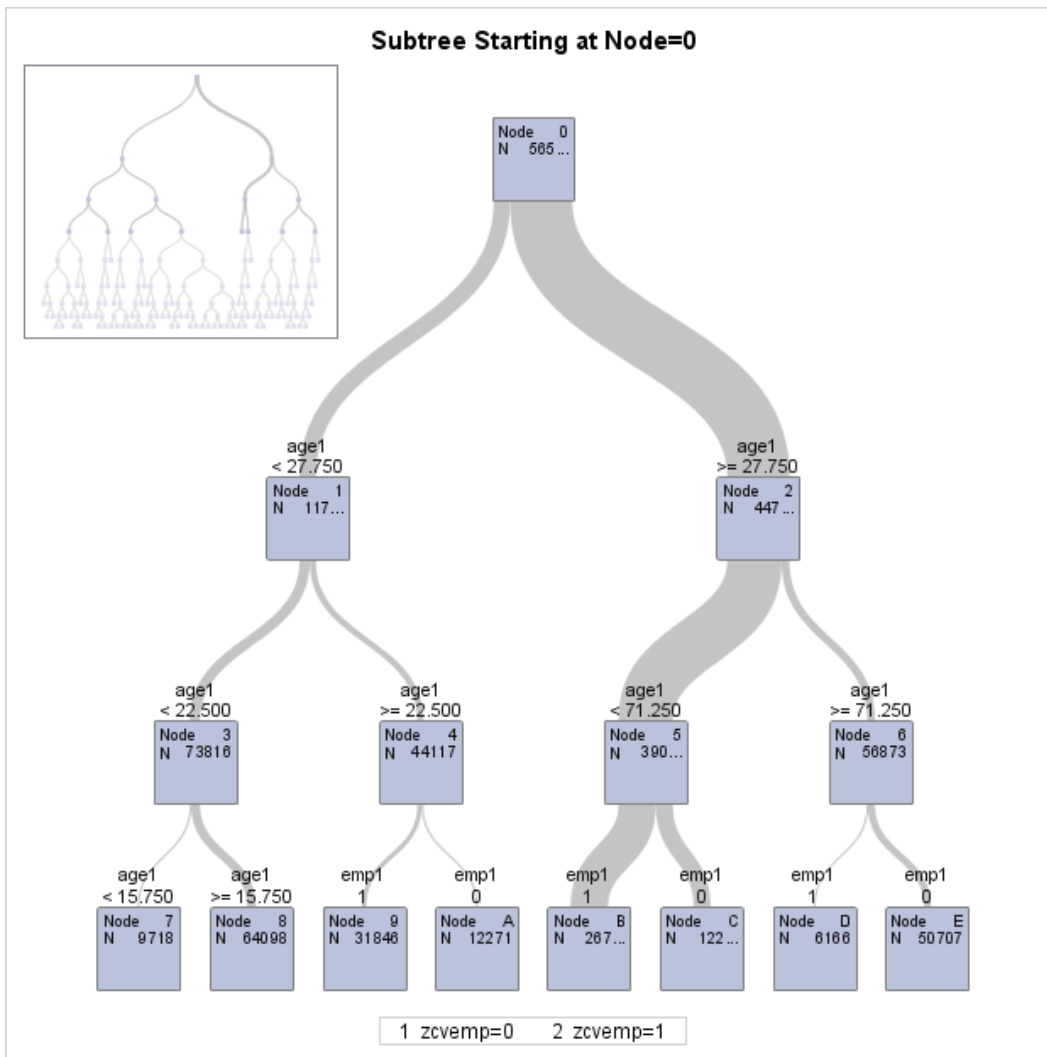 Subtree Starting at Node=0
Node 0
N 565...
age1
< 27.750
age1
>= 27.750
Node 1
N 117...
Node 2
N 447...
age1
< 22.500
age1
>= 22.500
age1
< 71.250
age1
>= 71.250
Node 3
N 73816
Node 4
N 44117
Node 5
N 390...
Node 6
N 56873
age1
< 15.750
age1
>= 15.750
emp1
1
emp1
0
emp1
1
emp1
0
emp1
1
emp1
0
Node 7
N 9718
Node 8
N 64098
Node 9
N 31846
Node A
N 12271
Node B
N 267...
Node C
N 122...
Node D
N 6166
Node E
N 50707
1 zcvemp=0 2 zcvemp=1